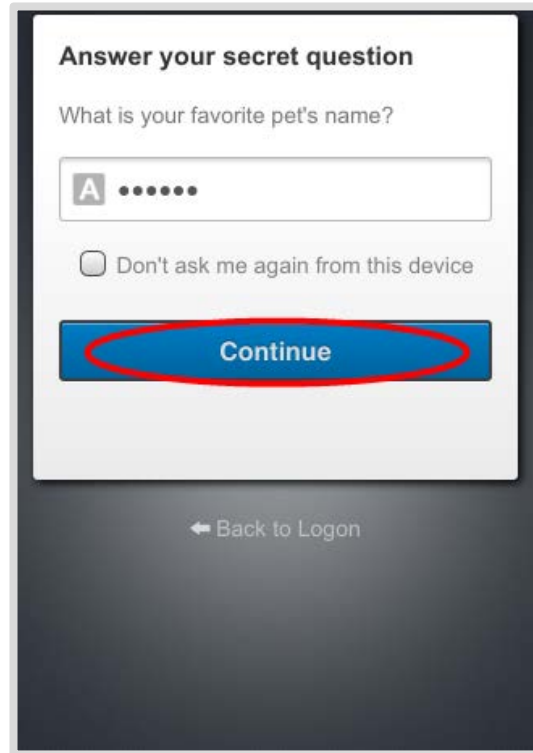 Answer your secret question
What is your favorite pet's name?
A ••••••
Don't ask me again from this device
Continue
Back to Logon